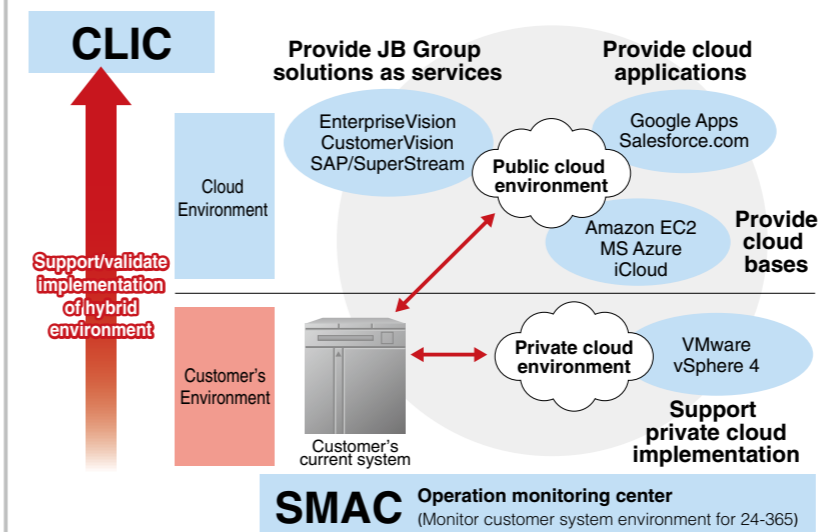 CLIC
Provide JB Group
solutions as services
Provide cloud
applications
EnterpriseVision
CustomerVision
SAP/SuperStream
Google Apps
Salesforce.com
Public cloud
environment
Cloud
Environment
Amazon EC2
MS Azure
iCloud
Provide
cloud
bases
Support/validate
implementation
of hybrid
environment
Customer's
Environment
Private cloud
environment
VMware
vSphere 4
Customer's
current system
Support
private cloud
implementation
SMAC
Operation monitoring center
(Monitor customer system environment for 24-365)